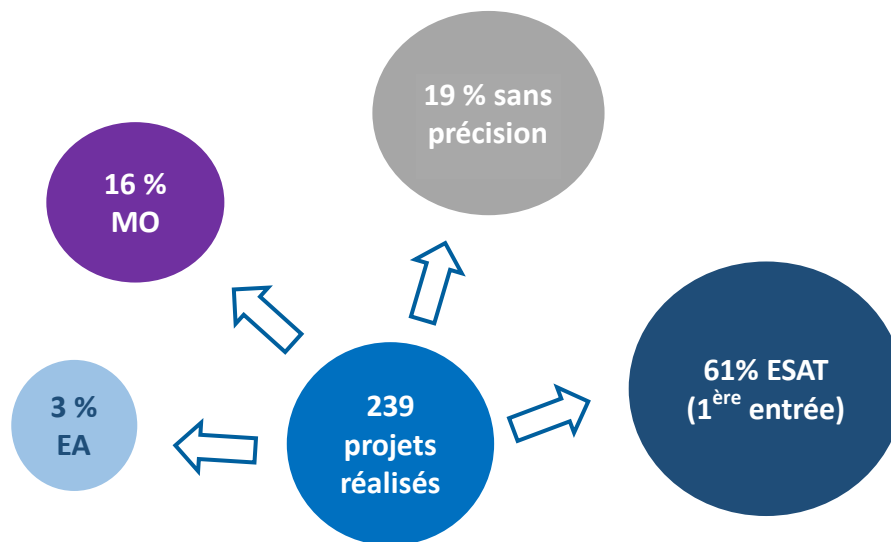 19 % sans
précision
16 %
MO
61% ESAT
(1ère entrée)
3 %
EA
239
projets
réalisés